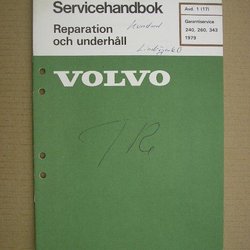 Servicehandbok
Reparation
och underhåll
Avd. 1 (17)
Garantiservice
240, 260, 343
1979
VOLVO